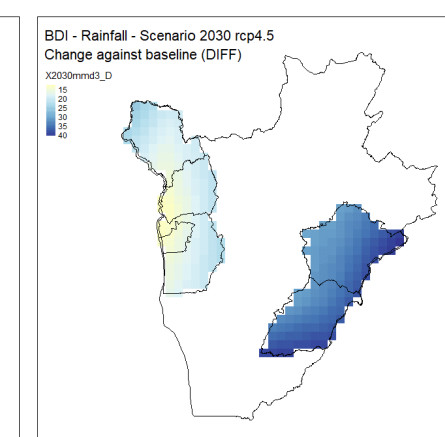 BDI - Rainfall - Scenario 2030 rcp4.5
Change against baseline (DIFF)
X2030mmd3_D
15
20
25
30
35
40